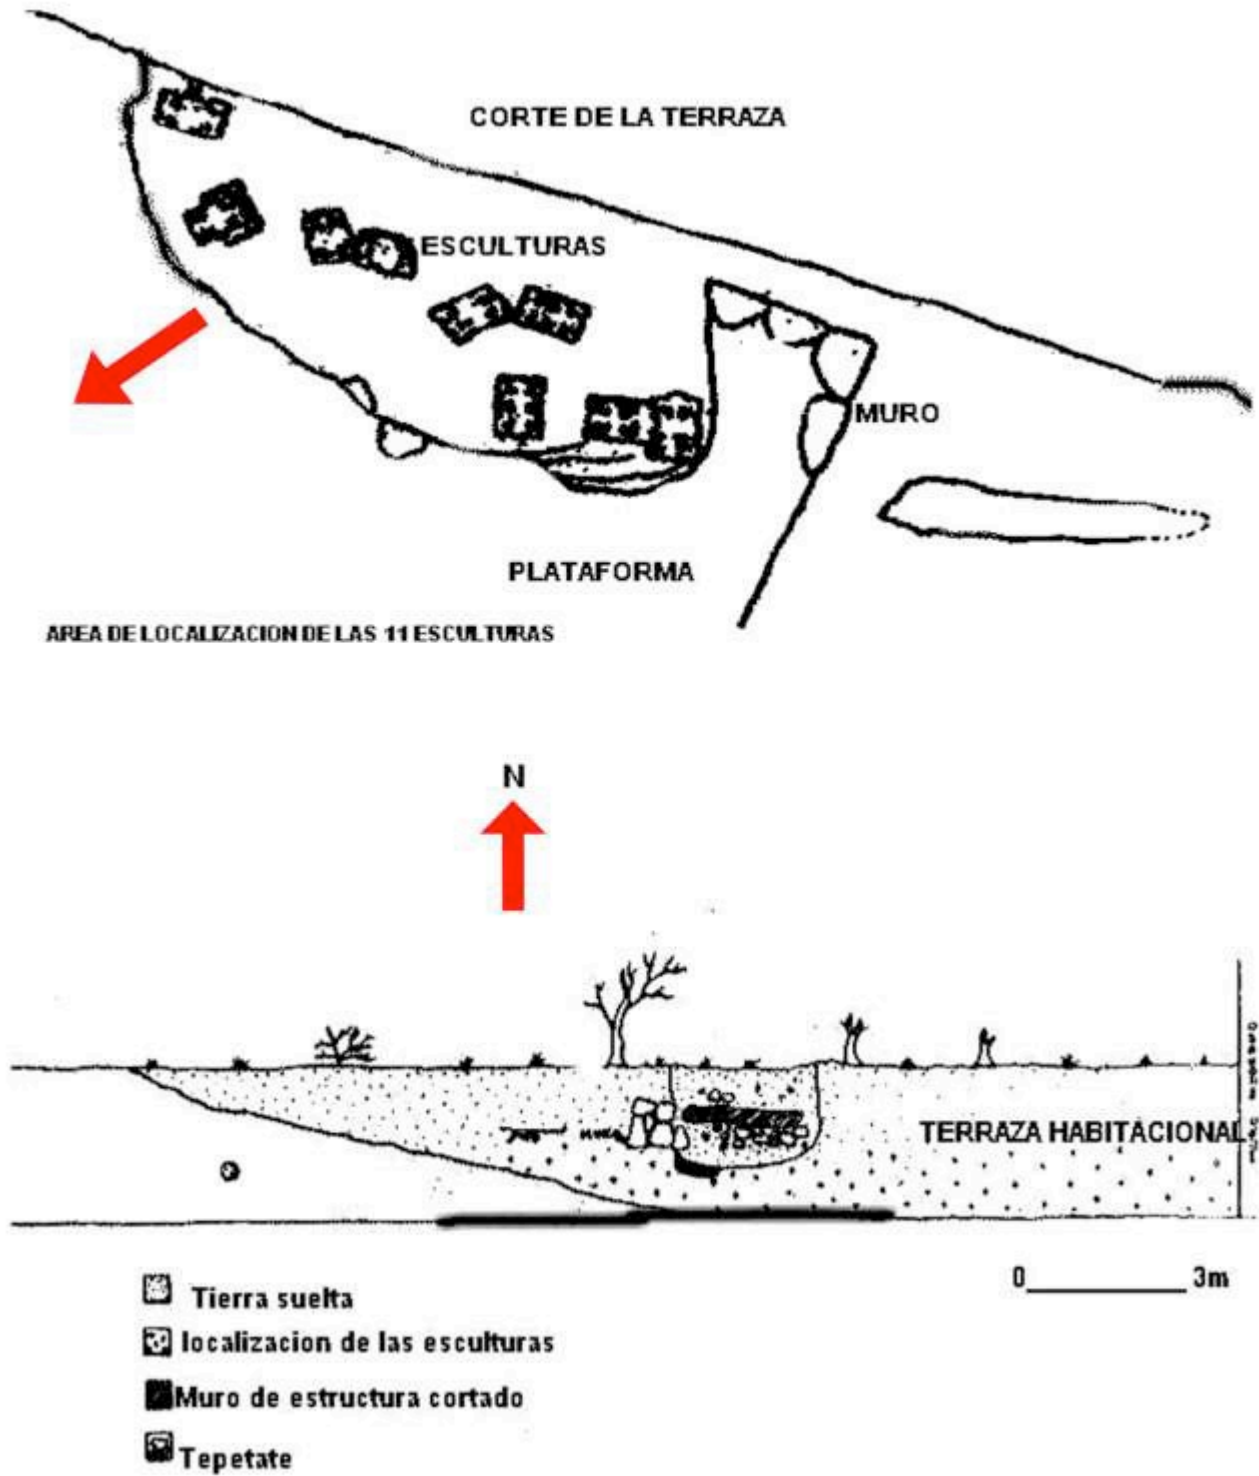 CORTE DE LA TERRAZA
ESCULTURAS
MURO
PLATAFORMA
AREA DE LOCALIZACION DE LAS 11 ESCULTURAS
N
TERRAZA HABITACIONAL
0 3m
Tierra suelta
localizacion de las esculturas
Muro de estructura cortado
Tepetate